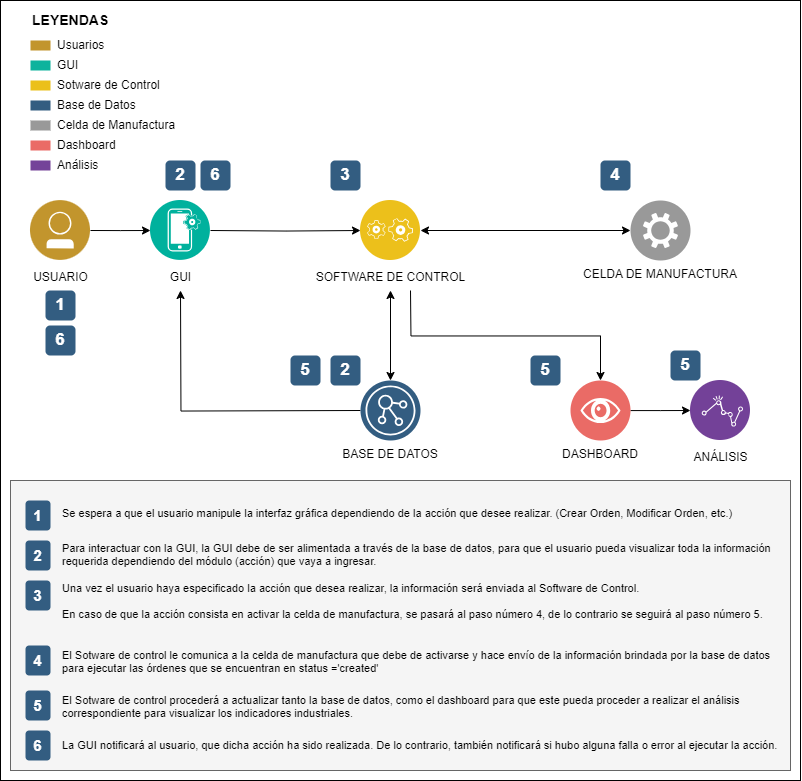 LEYENDAS
Usuarios
GUI
Sotware de Control
Base de Datos
Celda de Manufactura
Dashboard
Análisis
2 6 3 4
USUARIO GUI SOFTWARE DE CONTROL CELDA DE MANUFACTURA
1
6
5 2 5 5
BASE DE DATOS DASHBOARD ANÁLISIS
1 Se espera a que el usuario manipule la interfaz gráfica dependiendo de la acción que desee realizar. (Crear Orden, Modificar Orden, etc.)
2 Para interactuar con la GUI, la GUI debe de ser alimentada a través de la base de datos, para que el usuario pueda visualizar toda la información
requerida dependiendo del módulo (acción) que vaya a ingresar.
3 Una vez el usuario haya especificado la acción que desea realizar, la información será enviada al Software de Control.
En caso de que la acción consista en activar la celda de manufactura, se pasará al paso número 4, de lo contrario se seguirá al paso número 5.
4 El Sotware de control le comunica a la celda de manufactura que debe de activarse y hace envío de la información brindada por la base de datos
para ejecutar las órdenes que se encuentran en status ='created'
5 El Sotware de control procederá a actualizar tanto la base de datos, como el dashboard para que este pueda proceder a realizar el análisis
correspondiente para visualizar los indicadores industriales.
6 La GUI notificará al usuario, que dicha acción ha sido realizada. De lo contrario, también notificará si hubo alguna falla o error al ejecutar la acción.